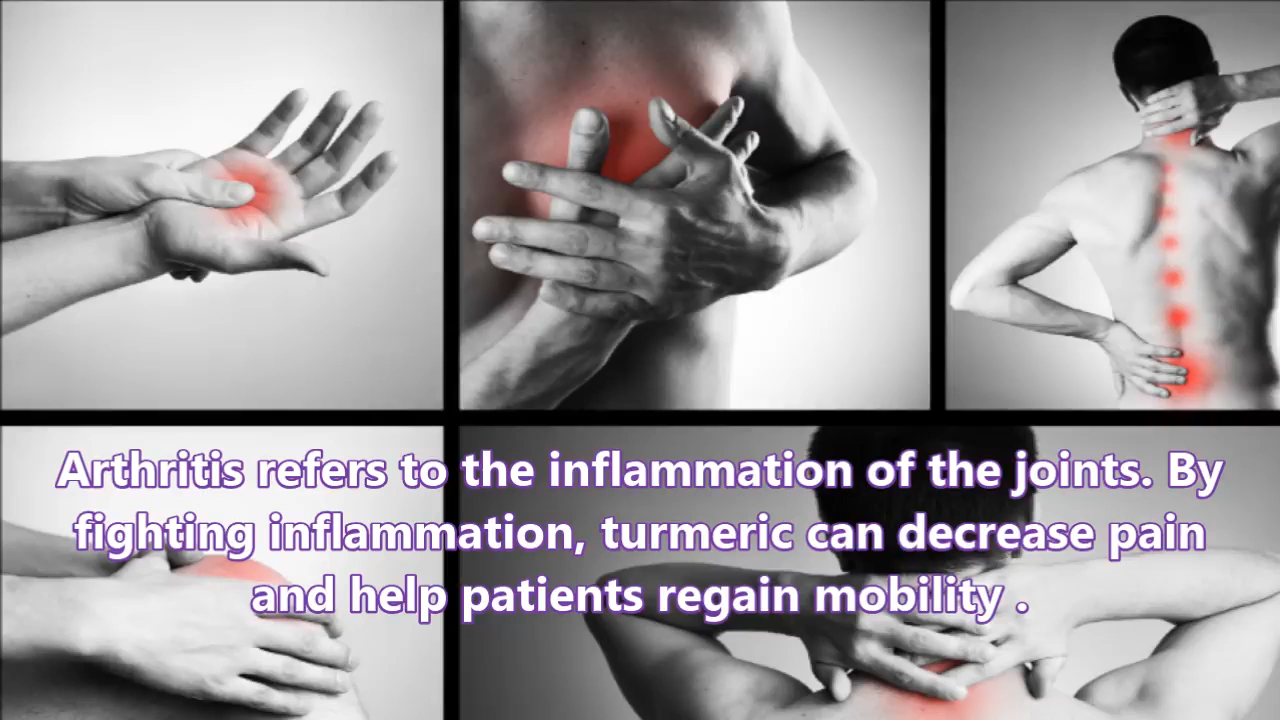 Arthritis refers to the inflammation of the joints. By
fighting inflammation, turmeric can decrease pain
and help patients regain mobility .